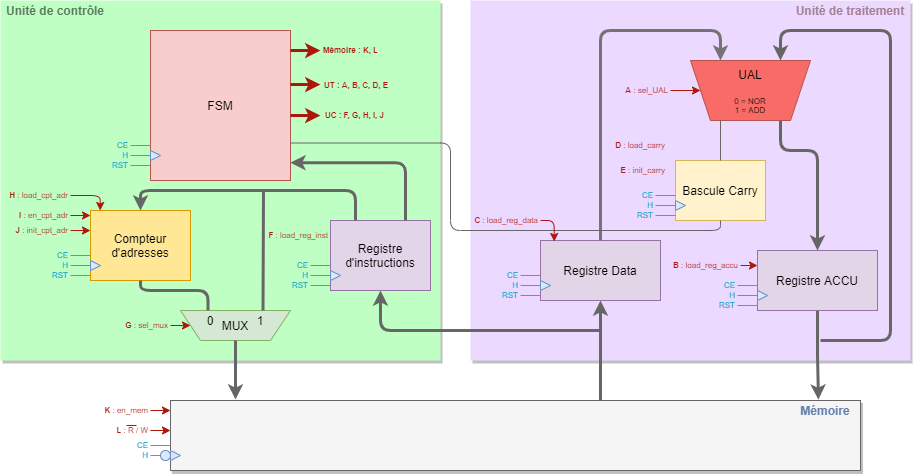 Unité de contrôle
FSM
Mémoire : K, L
UT : A, B, C, D, E
UC : F, G, H, I, J
CE
H
RST
H : load_cpt_adr
I : en_cpt_adr
J : init_cpt_adr
Compteur
d'adresses
CE
H
RST
F : load_reg_inst
Registre
d'instructions
CE
H
RST
G : sel_mux
0
MUX
1
Unité de traitement
UAL
0 = NOR
1 = ADD
A : sel_UAL
D : load_carry
E : init_carry
Bascule Carry
CE
H
RST
C : load_reg_data
Registre Data
CE
H
RST
B : load_reg_accu
Registre ACCU
CE
H
RST
K : en_mem
L : R̅ / W
CE
H
Mémoire